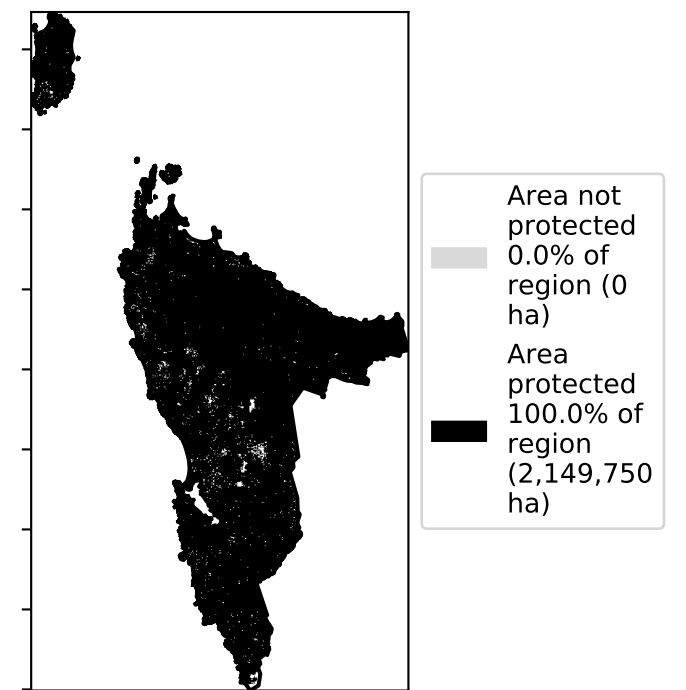 Area not
protected
0.0% of
region (0
ha)
Area
protected
100.0% of
region
(2,149,750
ha)